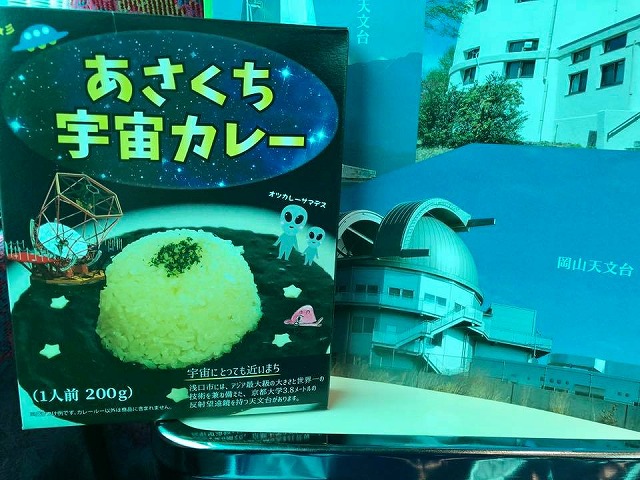 あさくち
宇宙カレー
オツカレーサマデス
宇宙にとっても近いまち
浅口市には、アジア最大級の大きさと世界一の
技術を兼ね備えた、京都大学3.8メートルの
反射望遠鏡を持つ天文台があります。
(1人前 200g)
天文台
岡山天文台